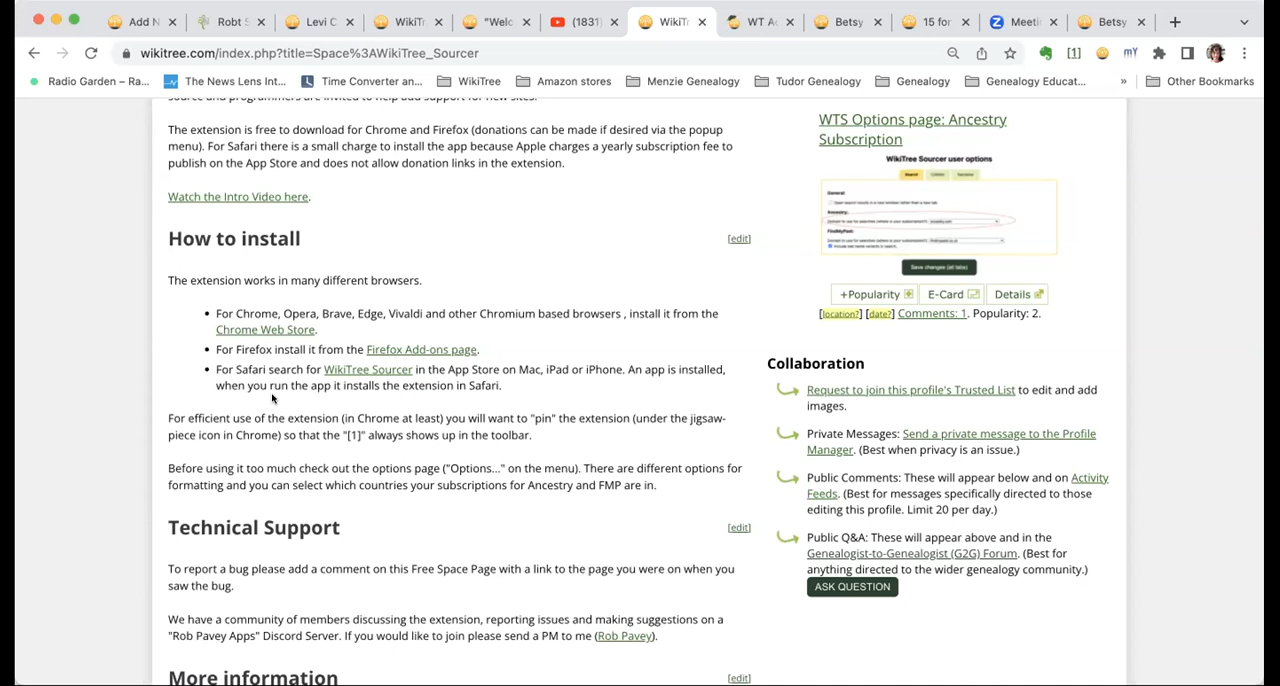 Add N
Robt S
Levi C
WikiTr
"Welc
(1831)
WikiTr
WT Ac
Betsy
15 for
Meeti
Betsy
wikitree.com/index.php?title=Space%3AWikiTree_Sourcer
[1]
mY
Radio Garden – Ra...
The News Lens Int...
Time Converter an...
WikiTree
Amazon stores
Menzie Genealogy
Tudor Genealogy
Genealogy
Genealogy Educat...
»
Other Bookmarks
source and programmers are invited to help add support for new sites.
The extension is free to download for Chrome and Firefox (donations can be made if desired via the popup
menu). For Safari there is a small charge to install the app because Apple charges a yearly subscription fee to
publish on the App Store and does not allow donation links in the extension.
Watch the Intro Video here.
How to install
[edit]
The extension works in many different browsers.
• For Chrome, Opera, Brave, Edge, Vivaldi and other Chromium based browsers , install it from the
Chrome Web Store.
• For Firefox install it from the Firefox Add-ons page.
• For Safari search for WikiTree Sourcer in the App Store on Mac, iPad or iPhone. An app is installed,
when you run the app it installs the extension in Safari.
For efficient use of the extension (in Chrome at least) you will want to "pin" the extension (under the jigsaw-
piece icon in Chrome) so that the "[1]" always shows up in the toolbar.
Before using it too much check out the options page ("Options..." on the menu). There are different options for
formatting and you can select which countries your subscriptions for Ancestry and FMP are in.
Technical Support
[edit]
To report a bug please add a comment on this Free Space Page with a link to the page you were on when you
saw the bug.
We have a community of members discussing the extension, reporting issues and making suggestions on a
"Rob Pavey Apps" Discord Server. If you would like to join please send a PM to me (Rob Pavey).
More information
[edit]
WTS Options page: Ancestry
Subscription
WikiTree Sourcer user options
Search
General:
Ancestry:
FindMyPast:
Save changes (all tabs)
+Popularity
E-Card
Details
[location?] [date?] Comments: 1. Popularity: 2.
Collaboration
Request to join this profile's Trusted List to edit and add
images.
Private Messages: Send a private message to the Profile
Manager. (Best when privacy is an issue.)
Public Comments: These will appear below and on Activity
Feeds. (Best for messages specifically directed to those
editing this profile. Limit 20 per day.)
Public Q&A: These will appear above and in the
Genealogist-to-Genealogist (G2G) Forum. (Best for
anything directed to the wider genealogy community.)
ASK QUESTION